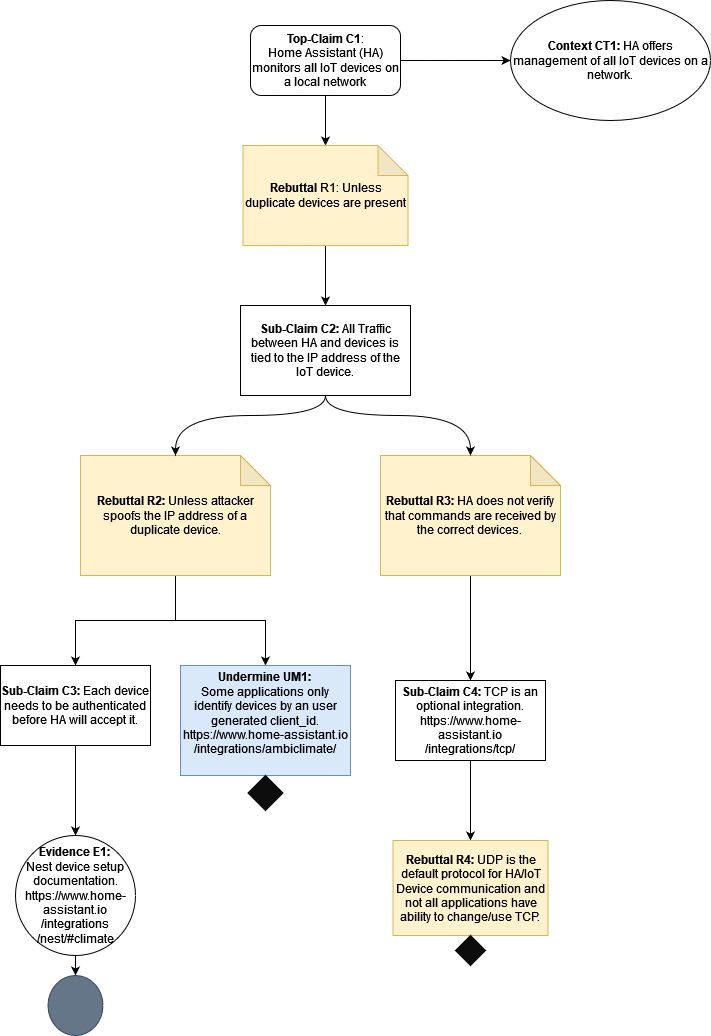 Top-Claim C1:
Home Assistant (HA)
monitors all IoT devices on
a local network
Context CT1: HA offers
management of all IoT devices on a
network.
Rebuttal R1: Unless
duplicate devices are present
Sub-Claim C2: All Traffic
between HA and devices is
tied to the IP address of the
IoT device.
Rebuttal R2: Unless attacker
spoofs the IP address of a
duplicate device.
Rebuttal R3: HA does not verify
that commands are received by
the correct devices.
Sub-Claim C3: Each device
needs to be authenticated
before HA will accept it.
Undermine UM1:
Some applications only
identify devices by an user
generated client_id.
https://www.home-assistant.io
/integrations/ambiclimate/
Sub-Claim C4: TCP is an
optional integration.
https://www.home-
assistant.io
/integrations/tcp/
Evidence E1:
Nest device setup
documentation.
https://www.home-
assistant.io
/integrations
/nest/#climate
Rebuttal R4: UDP is the
default protocol for HA/IoT
Device communication and
not all applications have
ability to change/use TCP.